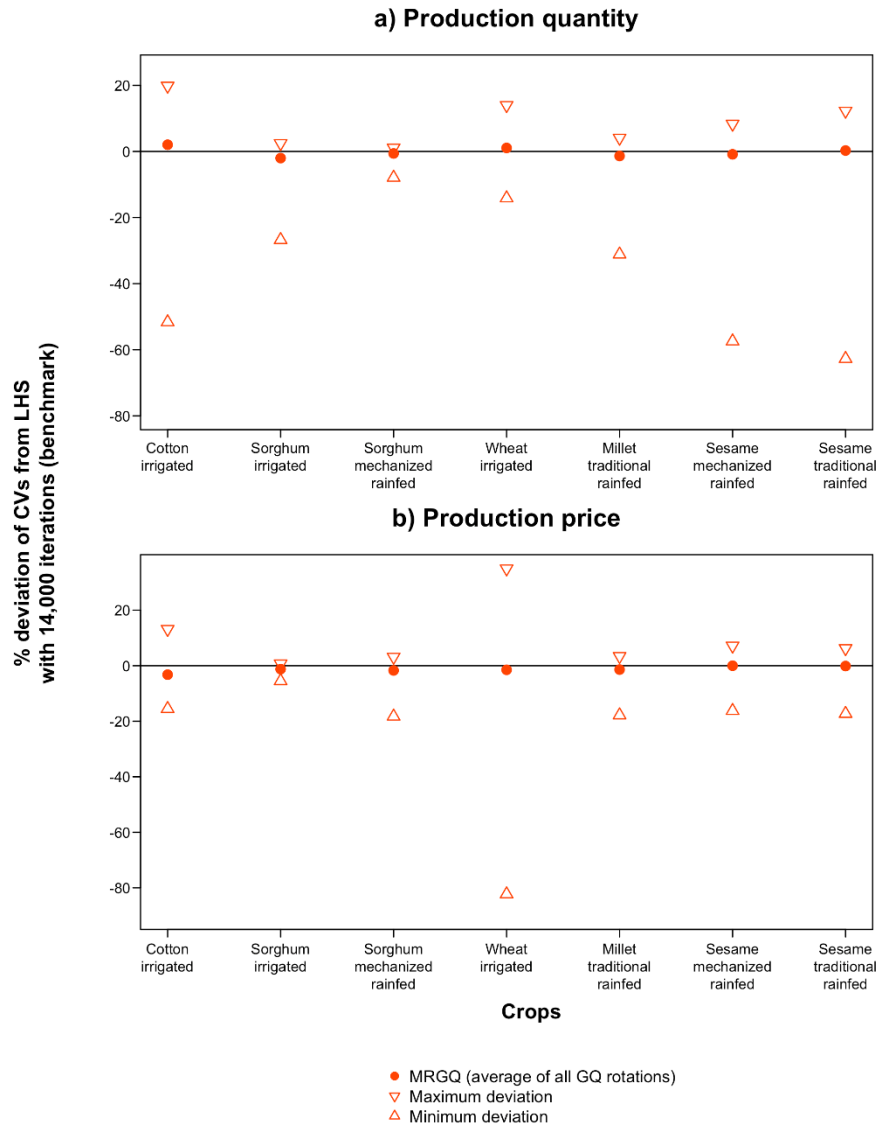 a) Production quantity
20
0
-20
-40
-60
-80
Cotton
irrigated
Sorghum
irrigated
Sorghum
mechanized
rainfed
Wheat
irrigated
Millet
traditional
rainfed
Sesame
mechanized
rainfed
Sesame
traditional
rainfed
% deviation of CVs from LHS
with 14,000 iterations (benchmark)
b) Production price
20
0
-20
-40
-60
-80
Cotton
irrigated
Sorghum
irrigated
Sorghum
mechanized
rainfed
Wheat
irrigated
Millet
traditional
rainfed
Sesame
mechanized
rainfed
Sesame
traditional
rainfed
Crops
MRGQ (average of all GQ rotations)
Maximum deviation
Minimum deviation